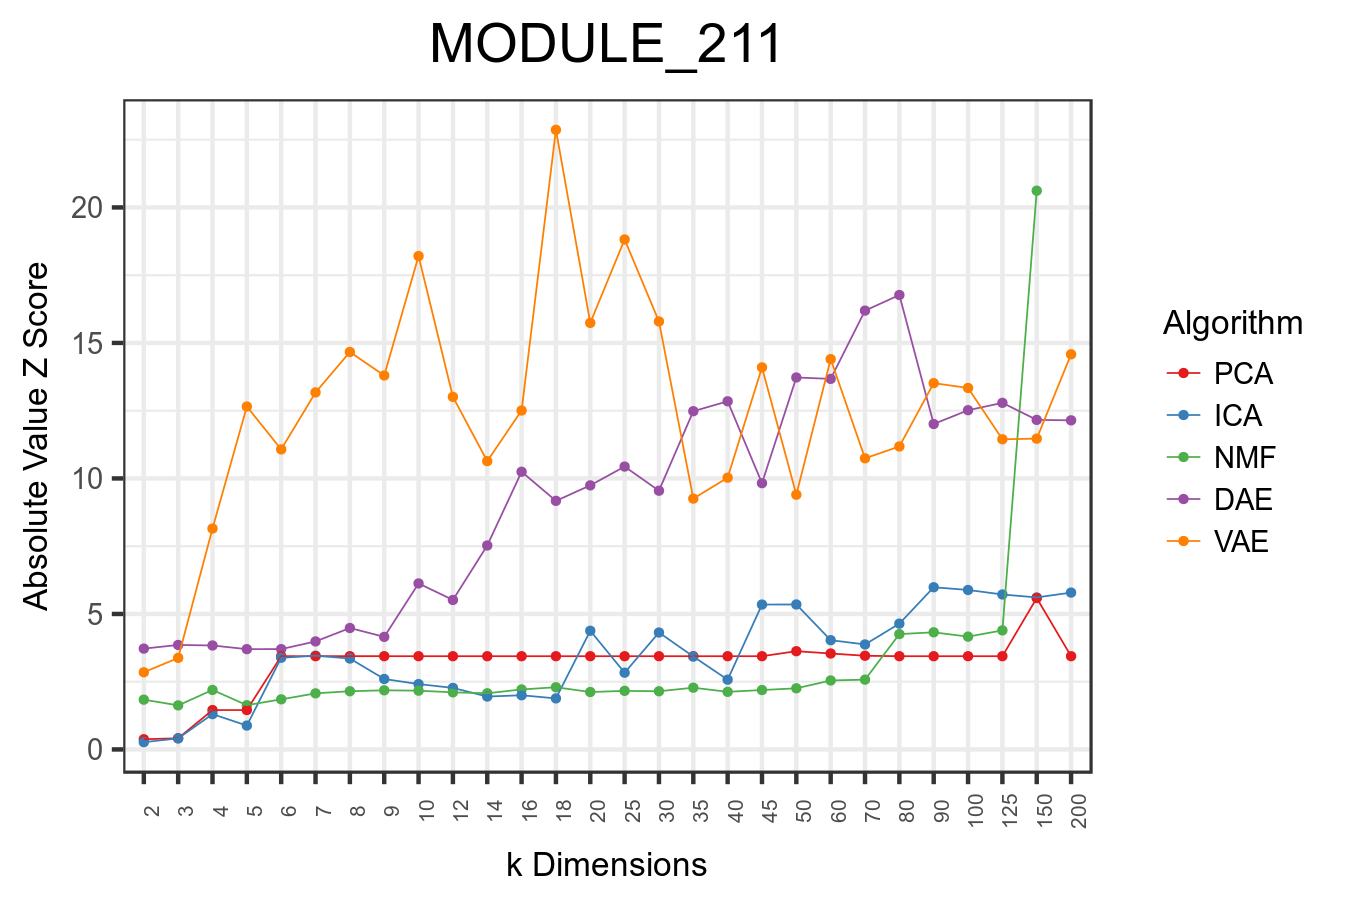 MODULE_211
Absolute Value Z Score
20
15
10
5
0
2 3 4 5 6 7 8 9 10 12 14 16 18 20 25 30 35 40 45 50 60 70 80 90 100 125 150 200
k Dimensions
Algorithm
PCA
ICA
NMF
DAE
VAE